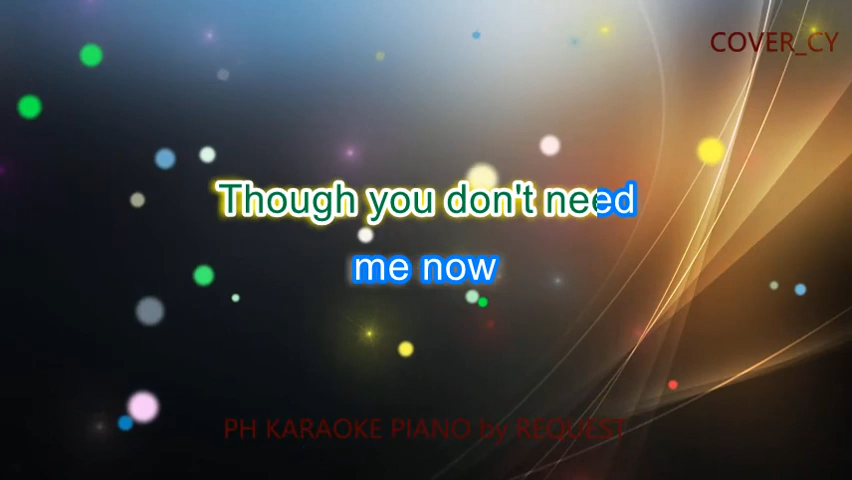 COVER_CY
Though you don't need
me now
PH KARAOKE PIANO by REQUEST